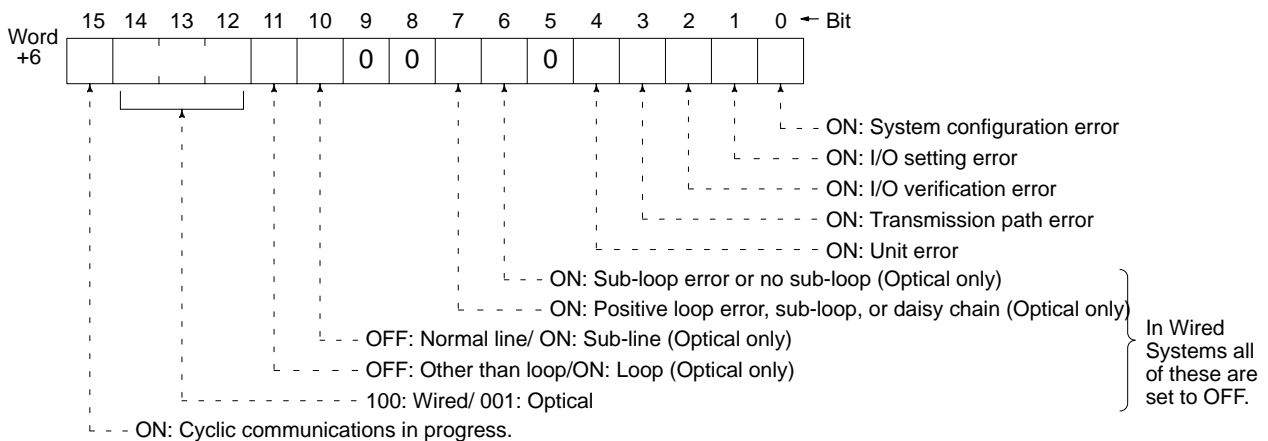 15 14 13 12 11 10 9 8 7 6 5 4 3 2 1 0 Bit
Word
+6
0 0 0
ON: System configuration error
ON: I/O setting error
ON: I/O verification error
ON: Transmission path error
ON: Unit error
ON: Sub-loop error or no sub-loop (Optical only)
ON: Positive loop error, sub-loop, or daisy chain (Optical only)
OFF: Normal line/ ON: Sub-line (Optical only)
OFF: Other than loop/ON: Loop (Optical only)
100: Wired/ 001: Optical
ON: Cyclic communications in progress.
In Wired
Systems all
of these are
set to OFF.